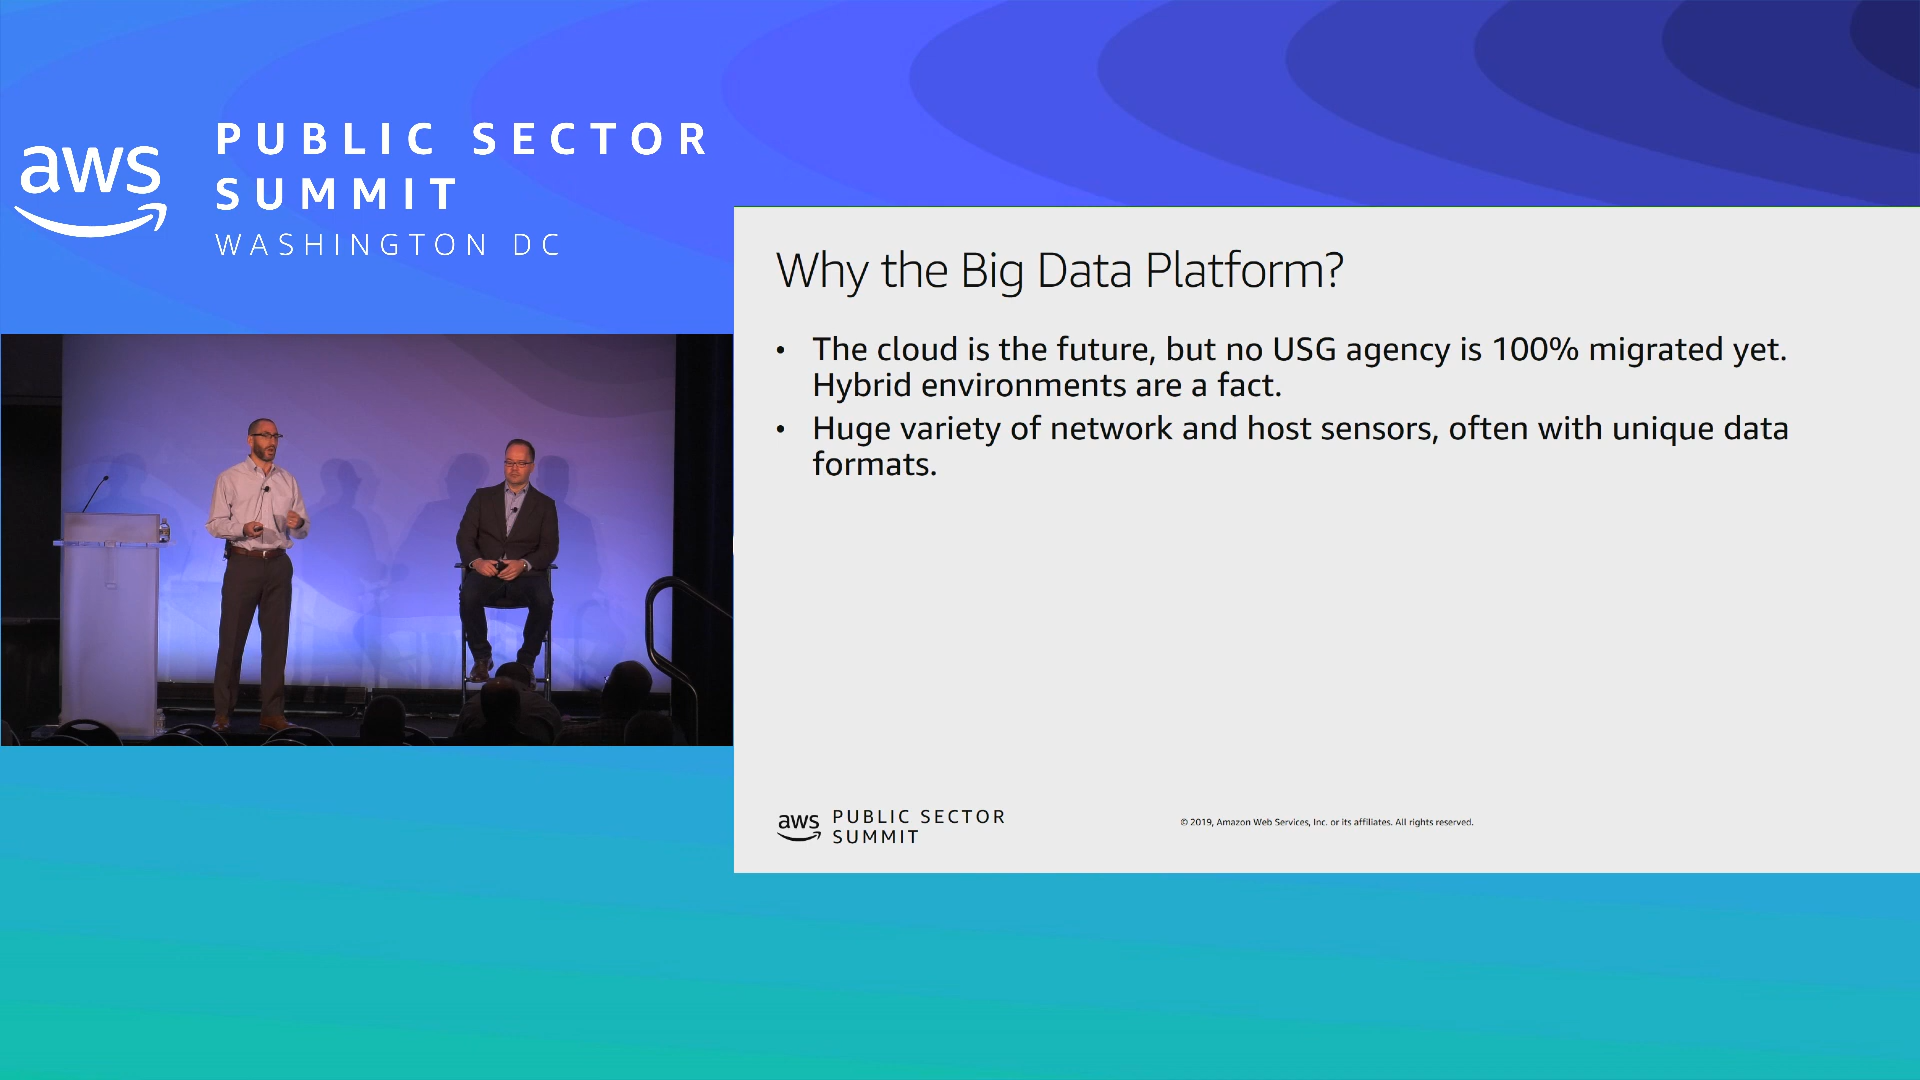 aws
PUBLIC SECTOR
SUMMIT
WASHINGTON DC
Why the Big Data Platform?
• The cloud is the future, but no USG agency is 100% migrated yet.
Hybrid environments are a fact.
• Huge variety of network and host sensors, often with unique data
formats.
aws PUBLIC SECTOR
SUMMIT
© 2019, Amazon Web Services, Inc. or its affiliates. All rights reserved.